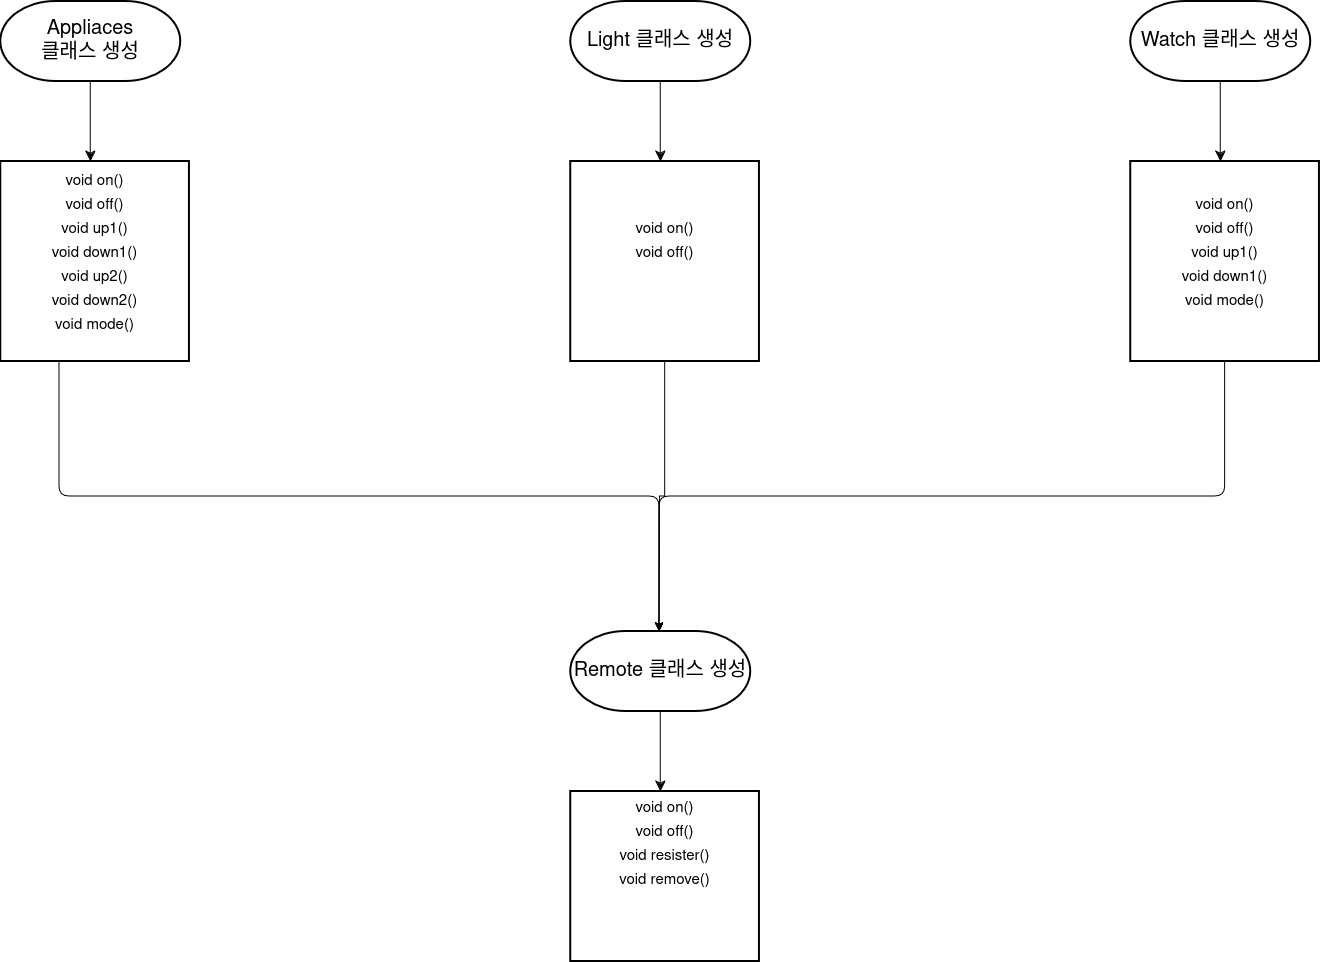 Appliaces
클래스 생성
Light 클래스 생성
Watch 클래스 생성
void on()
void off()
void up1()
void down1()
void up2()
void down2()
void mode()
void on()
void off()
void on()
void off()
void up1()
void down1()
void mode()
Remote 클래스 생성
void on()
void off()
void resister()
void remove()